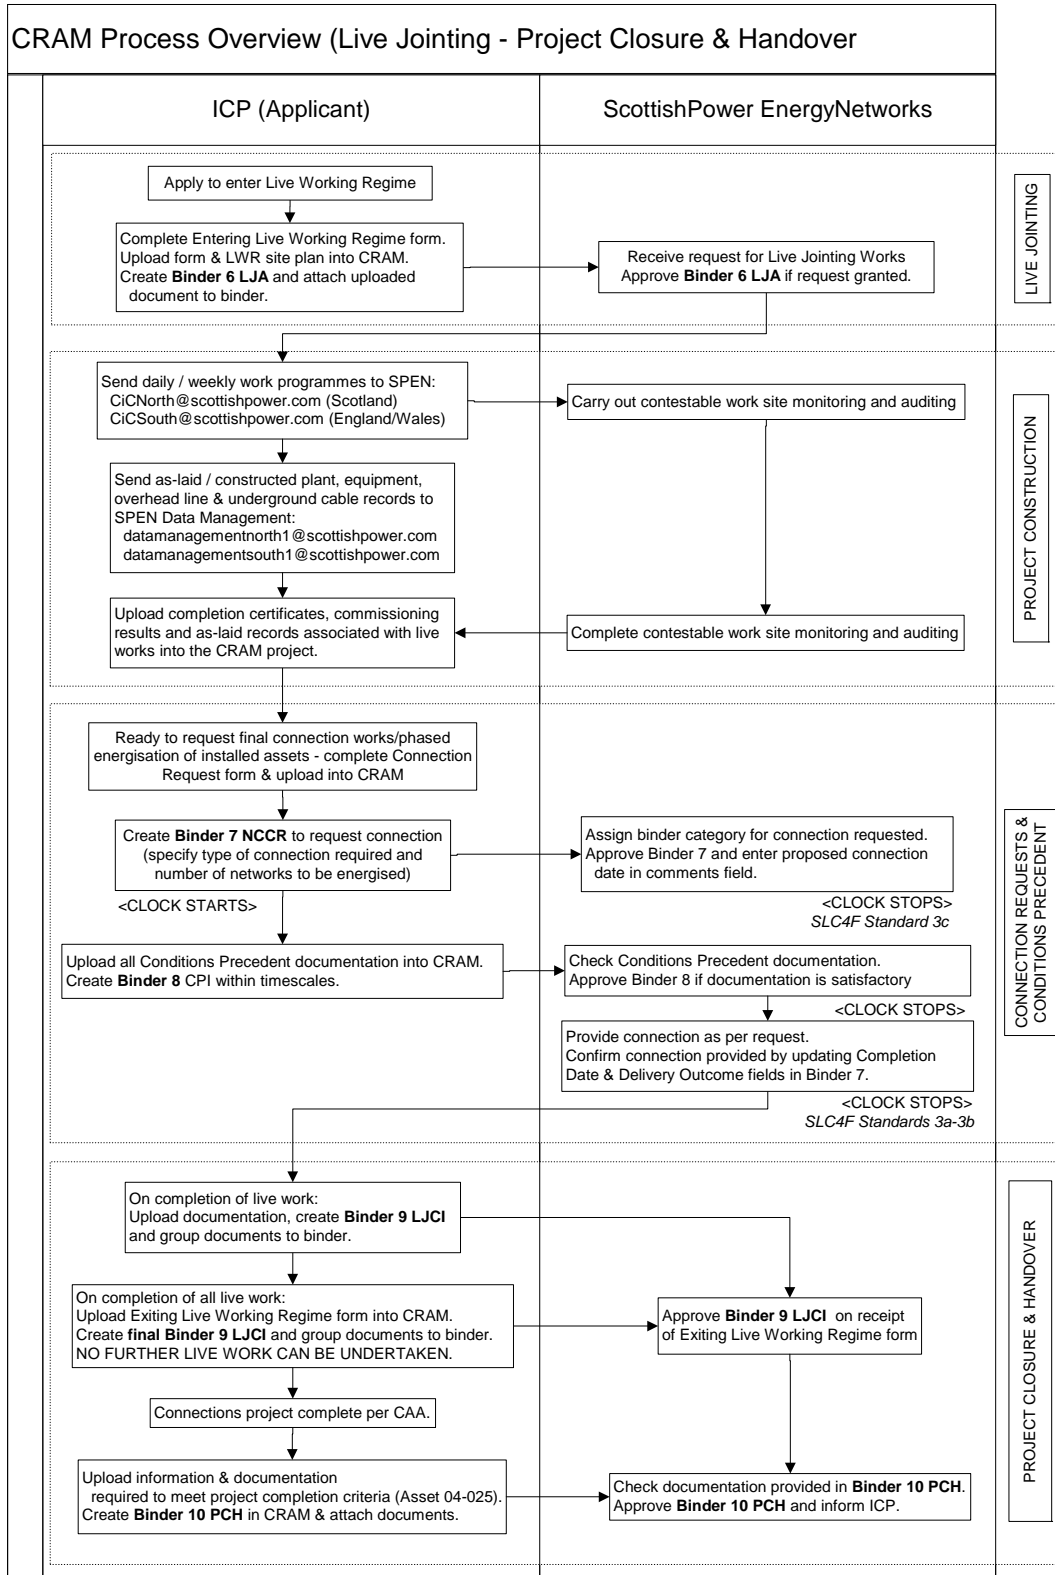 CRAM Process Overview (Live Jointing - Project Closure & Handover
ICP (Applicant)
ScottishPower EnergyNetworks
LIVE JOINTING
Apply to enter Live Working Regime
Complete Entering Live Working Regime form.
Upload form & LWR site plan into CRAM.
Create Binder 6 LJA and attach uploaded
document to binder.
Receive request for Live Jointing Works
Approve Binder 6 LJA if request granted.
PROJECT CONSTRUCTION
Send daily / weekly work programmes to SPEN:
CiCNorth@scottishpower.com (Scotland)
CiCSouth@scottishpower.com (England/Wales)
Carry out contestable work site monitoring and auditing
Send as-laid / constructed plant, equipment,
overhead line & underground cable records to
SPEN Data Management:
datamanagementnorth1@scottishpower.com
datamanagementsouth1@scottishpower.com
Upload completion certificates, commissioning
results and as-laid records associated with live
works into the CRAM project.
Complete contestable work site monitoring and auditing
CONNECTION REQUESTS &
CONDITIONS PRECEDENT
Ready to request final connection works/phased
energisation of installed assets - complete Connection
Request form & upload into CRAM
Create Binder 7 NCCR to request connection
(specify type of connection required and
number of networks to be energised)
<CLOCK STARTS>
Assign binder category for connection requested.
Approve Binder 7 and enter proposed connection
date in comments field.
<CLOCK STOPS>
SLC4F Standard 3c
Upload all Conditions Precedent documentation into CRAM.
Create Binder 8 CPI within timescales.
Check Conditions Precedent documentation.
Approve Binder 8 if documentation is satisfactory
<CLOCK STOPS>
Provide connection as per request.
Confirm connection provided by updating Completion
Date & Delivery Outcome fields in Binder 7.
<CLOCK STOPS>
SLC4F Standards 3a-3b
PROJECT CLOSURE & HANDOVER
On completion of live work:
Upload documentation, create Binder 9 LJCI
and group documents to binder.
On completion of all live work:
Upload Exiting Live Working Regime form into CRAM.
Create final Binder 9 LJCI and group documents to binder.
NO FURTHER LIVE WORK CAN BE UNDERTAKEN.
Approve Binder 9 LJCI on receipt
of Exiting Live Working Regime form
Connections project complete per CAA.
Upload information & documentation
required to meet project completion criteria (Asset 04-025).
Create Binder 10 PCH in CRAM & attach documents.
Check documentation provided in Binder 10 PCH.
Approve Binder 10 PCH and inform ICP.